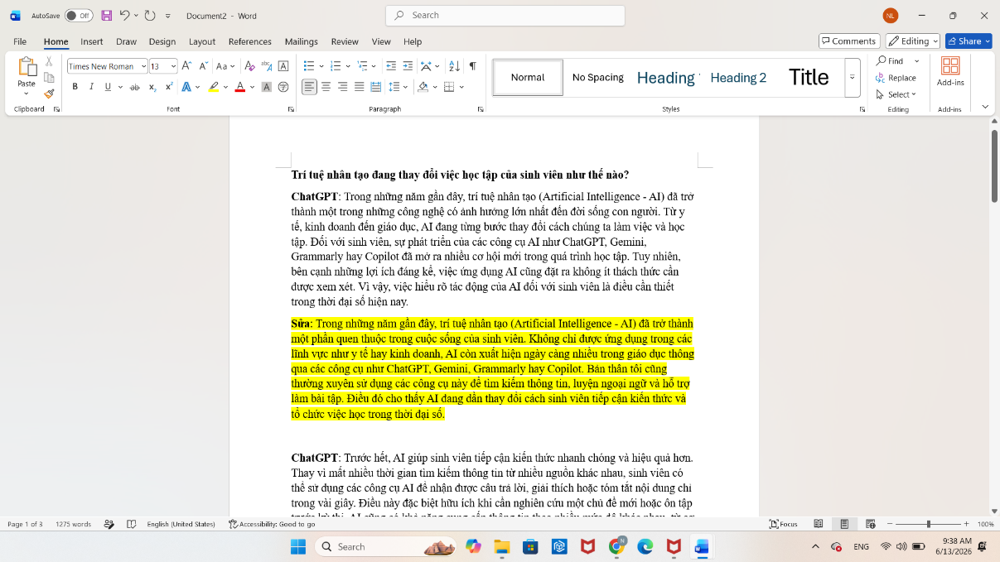 AutoSave Off Document2 - Word Search NL
File Home Insert Draw Design Layout References Mailings Review View Help Comments Editing Share
Paste Times New Roman 13 Normal No Spacing Heading Heading 2 Title Find Replace Select Add-ins
Clipboard Font Paragraph Styles Editing Add-ins
Trí tuệ nhân tạo đang thay đổi việc học tập của sinh viên như thế nào?
ChatGPT: Trong những năm gần đây, trí tuệ nhân tạo (Artificial Intelligence - AI) đã trở
thành một trong những công nghệ có ảnh hưởng lớn nhất đến đời sống con người. Từ y
tế, kinh doanh đến giáo dục, AI đang từng bước thay đổi cách chúng ta làm việc và học
tập. Đối với sinh viên, sự phát triển của các công cụ AI như ChatGPT, Gemini,
Grammarly hay Copilot đã mở ra nhiều cơ hội mới trong quá trình học tập. Tuy nhiên,
bên cạnh những lợi ích đáng kể, việc ứng dụng AI cũng đặt ra không ít thách thức cần
được xem xét. Vì vậy, việc hiểu rõ tác động của AI đối với sinh viên là điều cần thiết
trong thời đại số hiện nay.
Sửa: Trong những năm gần đây, trí tuệ nhân tạo (Artificial Intelligence - AI) đã trở thành
một phần quen thuộc trong cuộc sống của sinh viên. Không chỉ được ứng dụng trong các
lĩnh vực như y tế hay kinh doanh, AI còn xuất hiện ngày càng nhiều trong giáo dục thông
qua các công cụ như ChatGPT, Gemini, Grammarly hay Copilot. Bản thân tôi cũng
thường xuyên sử dụng các công cụ này để tìm kiếm thông tin, luyện ngoại ngữ và hỗ trợ
làm bài tập. Điều đó cho thấy AI đang dần thay đổi cách sinh viên tiếp cận kiến thức và
tổ chức việc học trong thời đại số.
ChatGPT: Trước hết, AI giúp sinh viên tiếp cận kiến thức nhanh chóng và hiệu quả hơn.
Thay vì mất nhiều thời gian tìm kiếm thông tin từ nhiều nguồn khác nhau, sinh viên có
thể sử dụng các công cụ AI để nhận được câu trả lời, giải thích hoặc tóm tắt nội dung chỉ
trong vài giây. Điều này đặc biệt hữu ích khi cần nghiên cứu một chủ đề mới hoặc ôn tập
Page 1 of 3 1275 words English (United States) Accessibility: Good to go Focus 100%
Search ENG 9:38 AM
6/13/2026